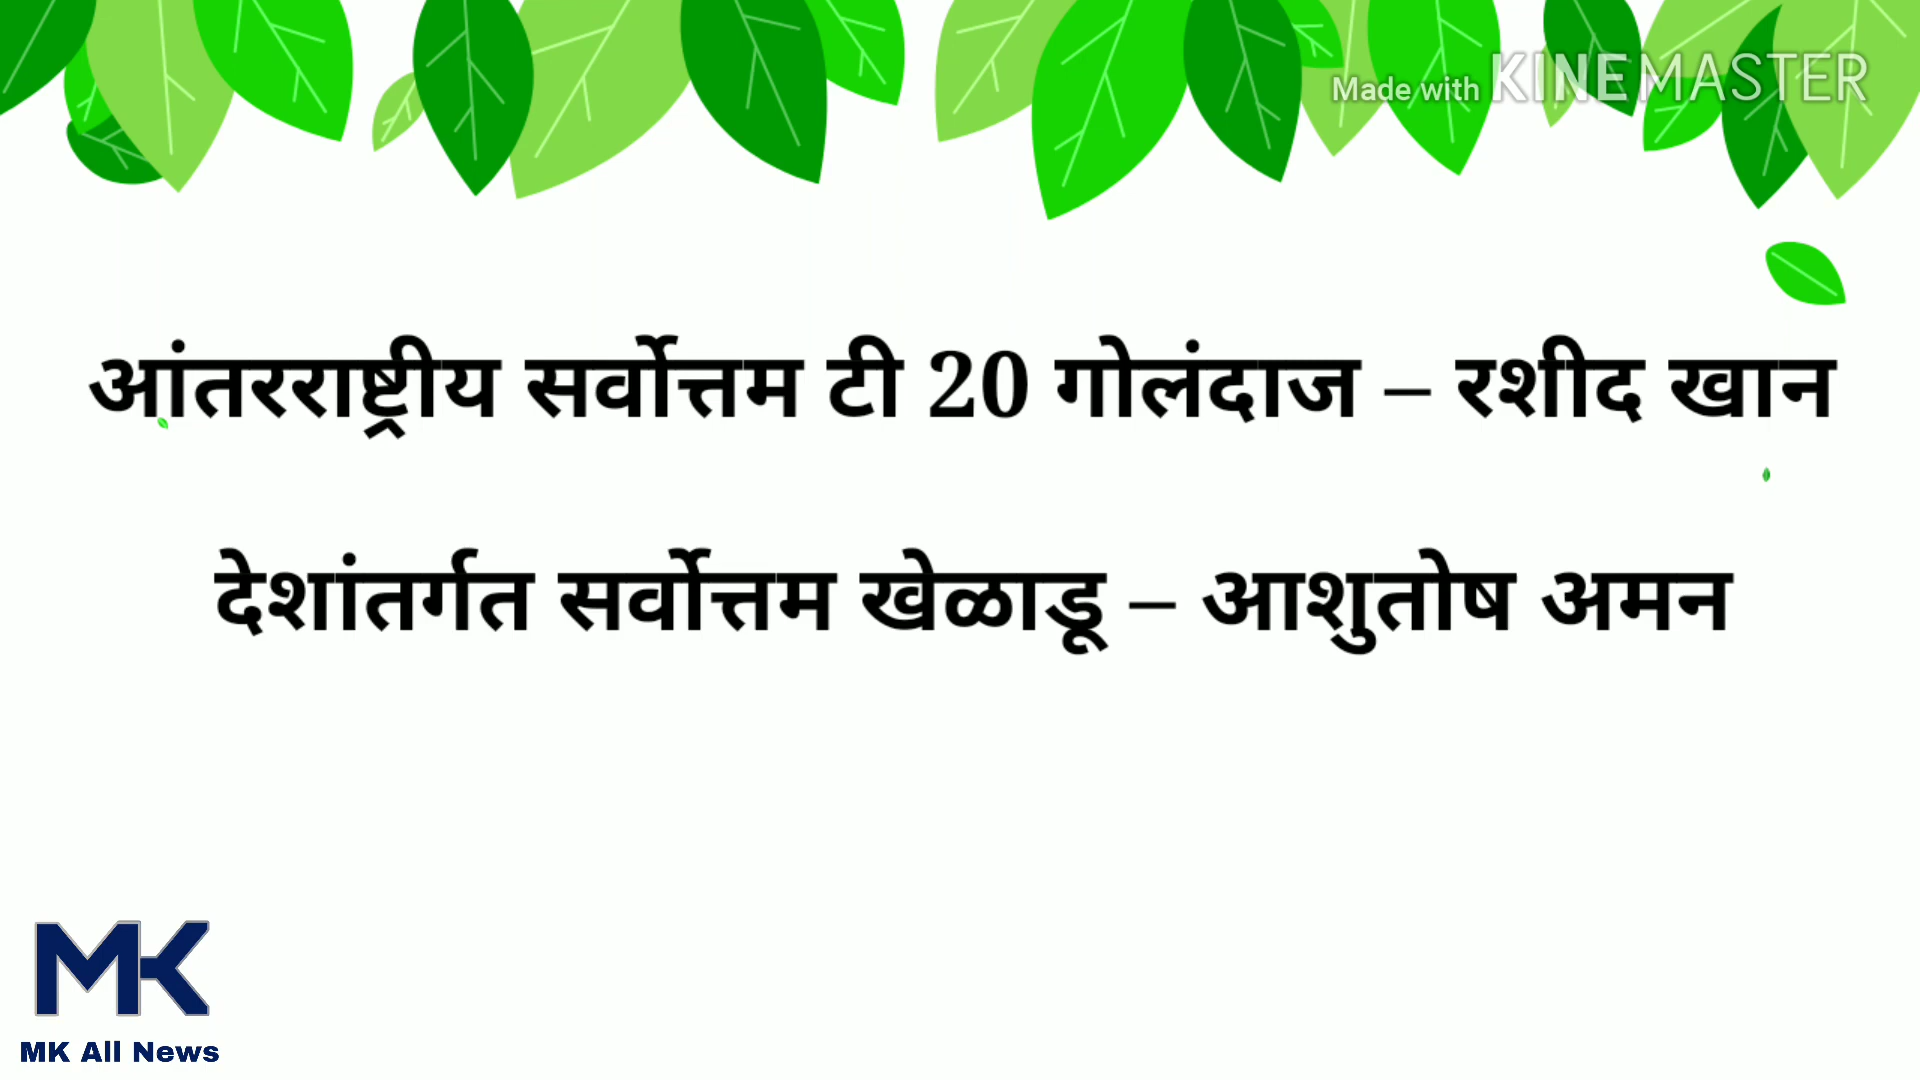 Made with KINEMASTER
आंतरराष्ट्रीय सर्वोत्तम टी 20 गोलंदाज – रशीद खान
देशांतर्गत सर्वोत्तम खेळाडू – आशुतोष अमन
MK
MK All News